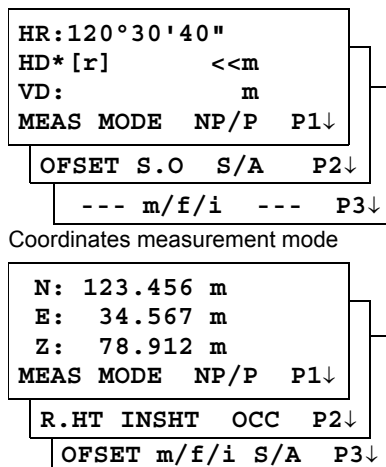 HR:120°30'40"
HD*[r] <<m
VD: m
MEAS MODE NP/P P1↓
OFSET S.O S/A P2↓
--- m/f/i --- P3↓
Coordinates measurement mode
N: 123.456 m
E: 34.567 m
Z: 78.912 m
MEAS MODE NP/P P1↓
R.HT INSHT OCC P2↓
OFSET m/f/i S/A P3↓